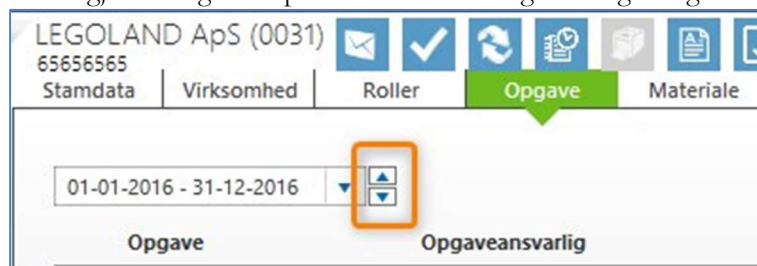 LEGOLAND ApS (0031)
65656565
Stamdata Virksomhed Roller Opgave Materiale
01-01-2016 - 31-12-2016
Opgave Opgaveansvarlig